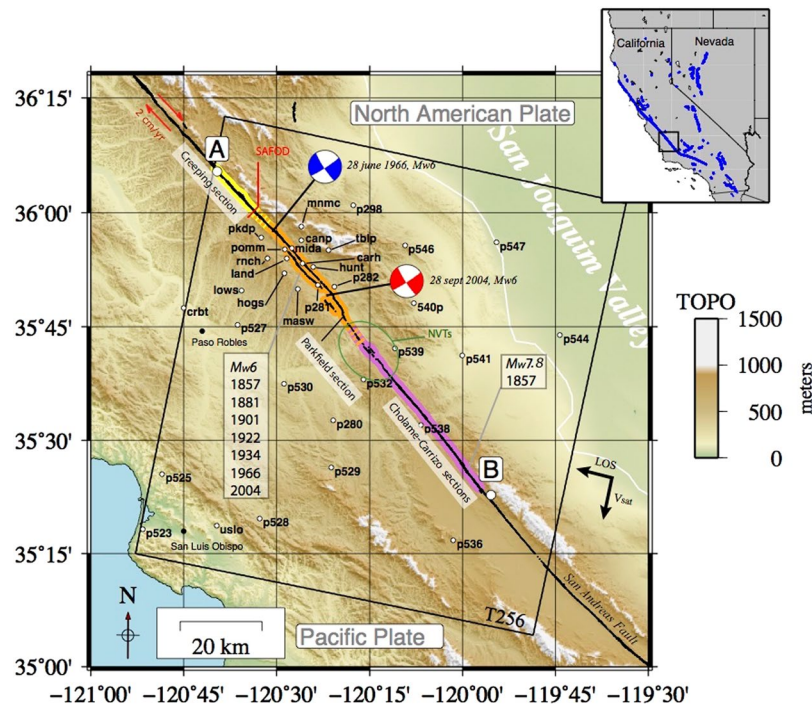 California
Nevada
36°15'
36°00'
35°45'
35°30'
35°15'
35°00'
North American Plate
2 cm/yr
A
SAFOD
28 june 1966, Mw6
Creeping section
San Joaquin Valley
mnmc
p298
pkdp
canp
tblp
pomm
mida
p546
p547
rnch
carh
land
hunt
p282
28 sept 2004, Mw6
lows
hogs
p281
540p
crbt
masw
p527
NVTs
p544
Paso Robles
p539
p541
Parkfield section
Mw6
1857
1881
1901
1922
1934
1966
2004
p530
p532
Mw7.8
1857
p280
p538
Cholame-Carrizo sections
B
p529
p525
LOS
Vsat
p523
uslo
p528
San Luis Obispo
p536
San Andreas Fault
N
20 km
T256
Pacific Plate
−121°00' −120°45' −120°30' −120°15' −120°00' −119°45' −119°30'
TOPO
1500
1000
500
0
meters